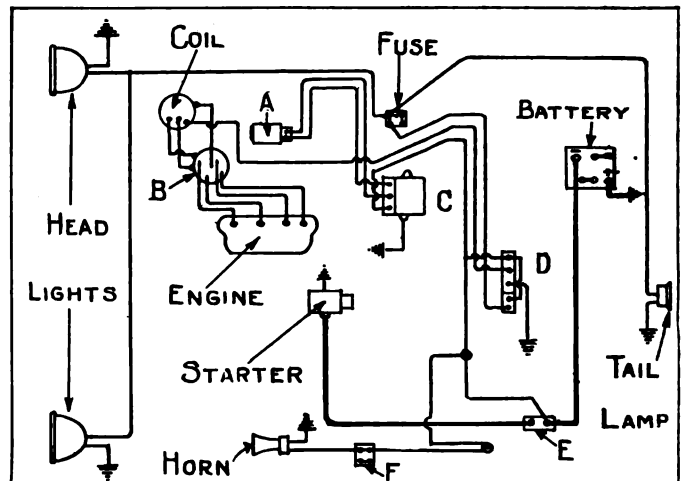 COIL
FUSE
A
BATTERY
B
C
HEAD
D
LIGHTS
ENGINE
STARTER
TAIL
LAMP
E
HORN
F